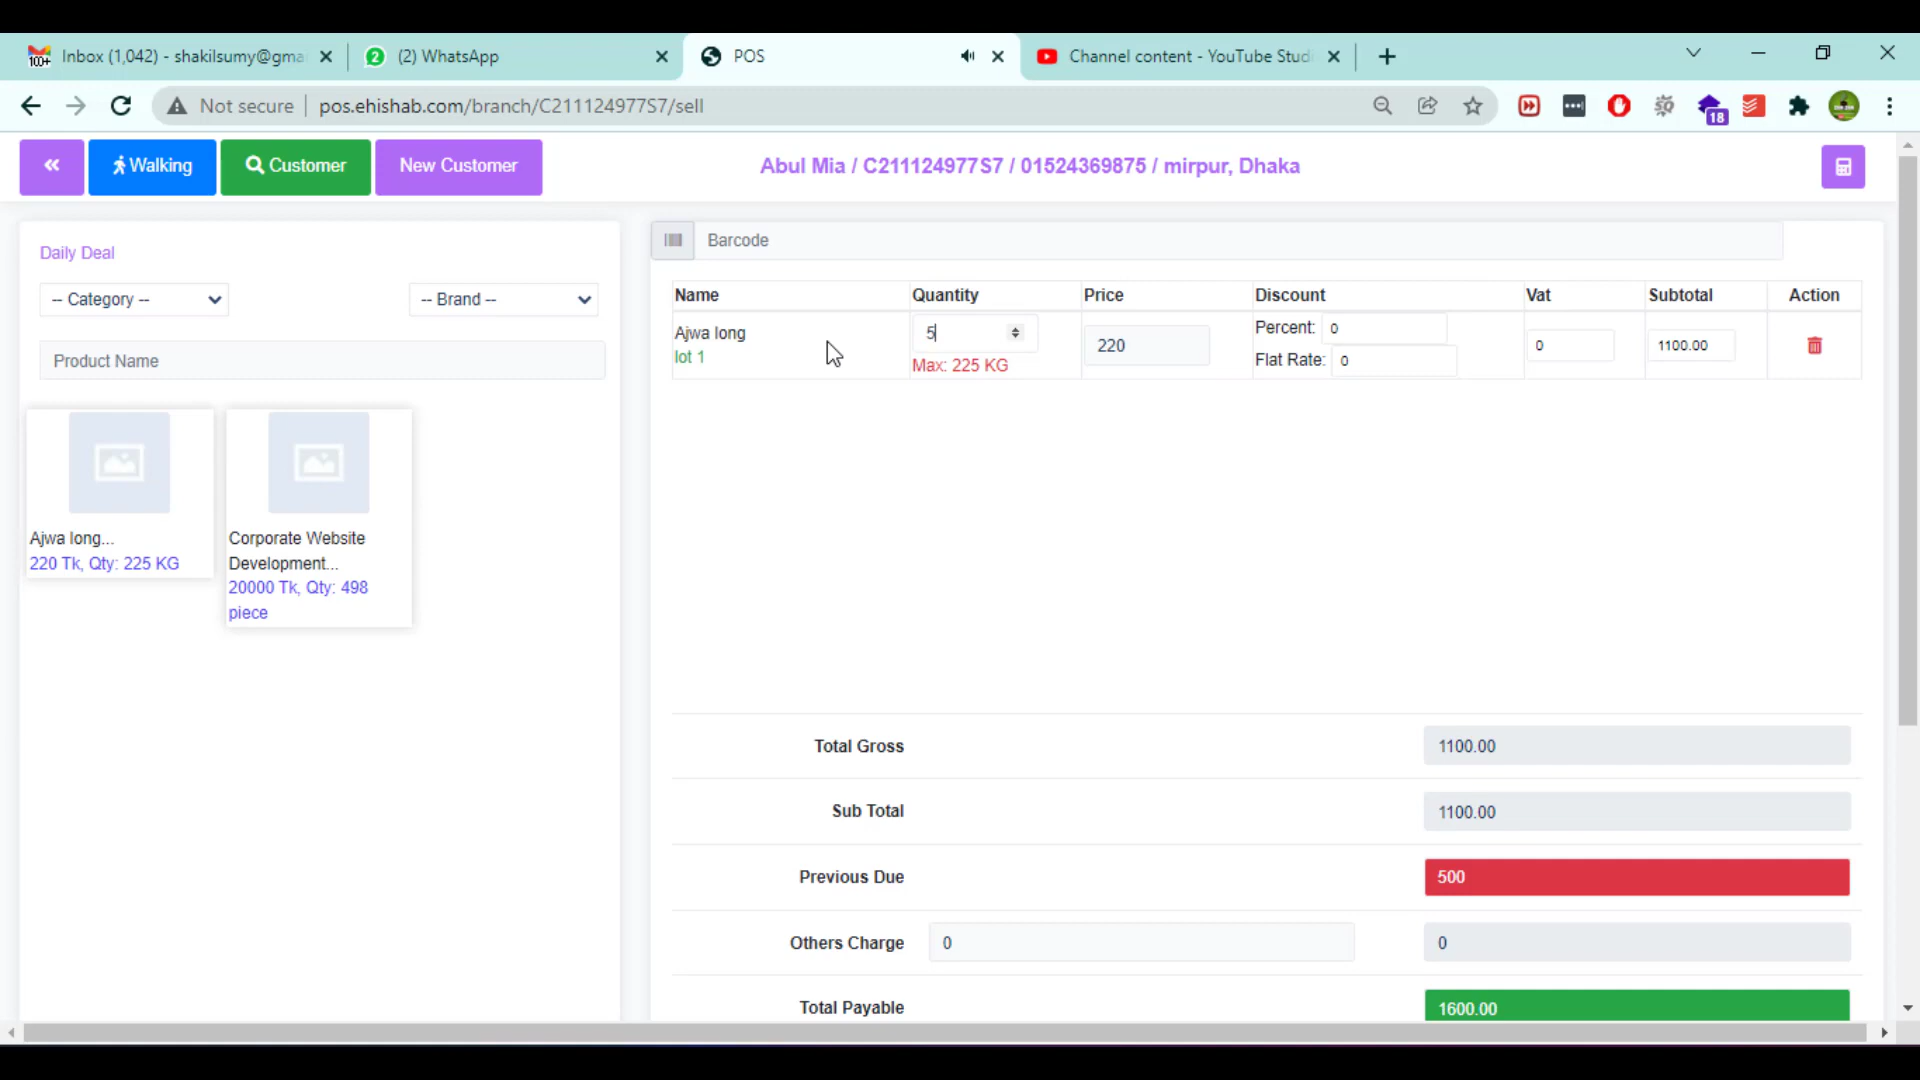 100+
Inbox (1,042) - shakilsumy@gma
2
(2) WhatsApp
POS
Channel content - YouTube Studi
Not secure
pos.ehishab.com/branch/C211124977S7/sell
18
Walking
Customer
New Customer
Abul Mia / C211124977S7 / 01524369875 / mirpur, Dhaka
Daily Deal
-- Category --
-- Brand --
Product Name
Ajwa long...
220 Tk, Qty: 225 KG
Corporate Website
Development...
20000 Tk, Qty: 498
piece
Barcode
Name Quantity Price Discount Vat Subtotal Action
Ajwa long
lot 1
5
Max: 225 KG
220
Percent: 0
Flat Rate: 0
0
1100.00
Total Gross 1100.00
Sub Total 1100.00
Previous Due 500
Others Charge 0 0
Total Payable 1600.00